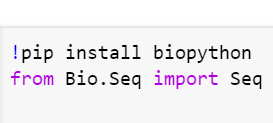 !pip install biopython
from Bio.Seq import Seq